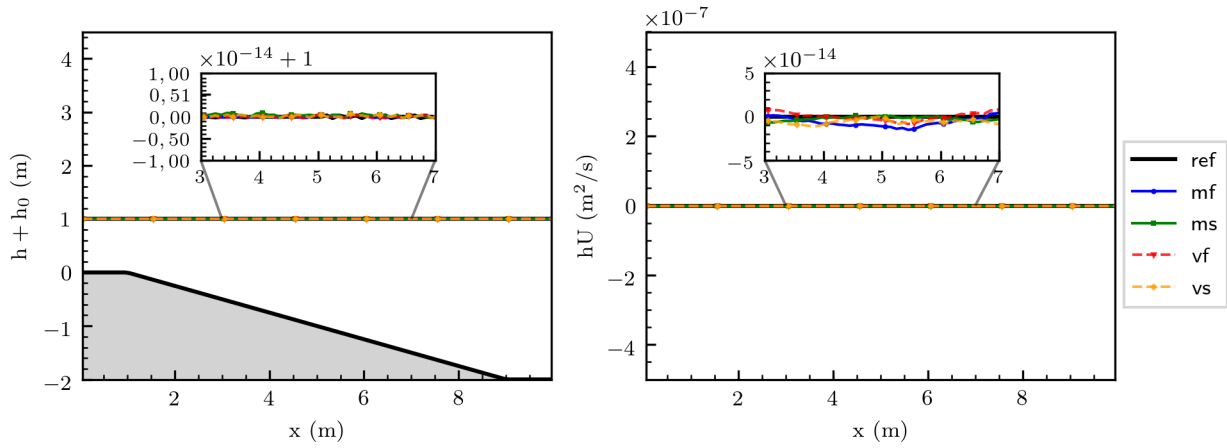 ×10⁻¹⁴ + 1
1, 00
0, 51
0, 00
−0, 50
−1, 00
3 4 5 6 7
4
3
2
1
0
−1
−2
h + h₀ (m)
2 4 6 8
x (m)
×10⁻⁷
×10⁻¹⁴
5
0
−5
3 4 5 6 7
4
2
0
−2
−4
hU (m²/s)
2 4 6 8
x (m)
ref
mf
ms
vf
vs